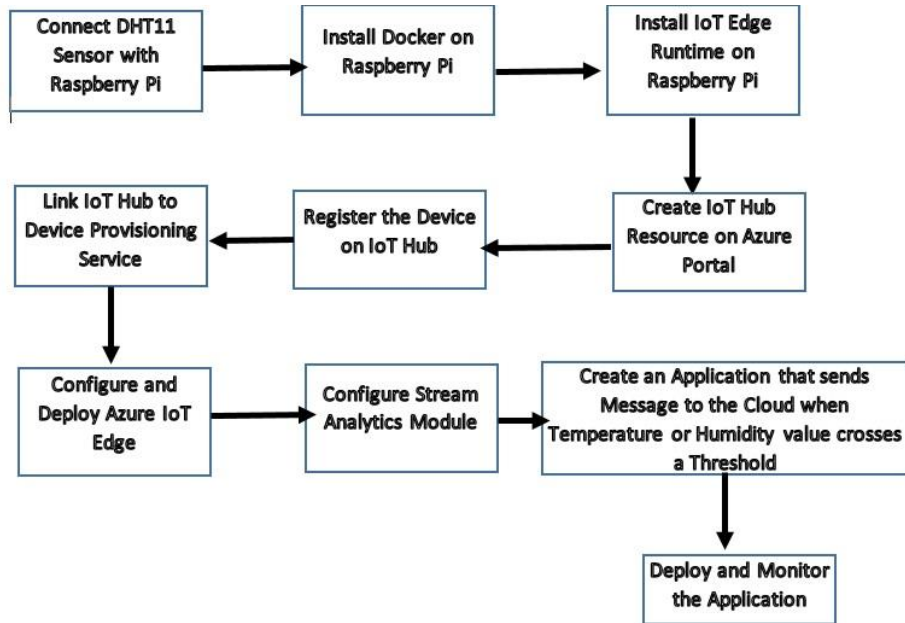 Connect DHT11
Sensor with
Raspberry Pi
Install Docker on
Raspberry Pi
Install IoT Edge
Runtime on
Raspberry Pi
Create IoT Hub
Resource on Azure
Portal
Register the Device
on IoT Hub
Link IoT Hub to
Device Provisioning
Service
Configure and
Deploy Azure IoT
Edge
Configure Stream
Analytics Module
Create an Application that sends
Message to the Cloud when
Temperature or Humidity value crosses
a Threshold
Deploy and Monitor
the Application